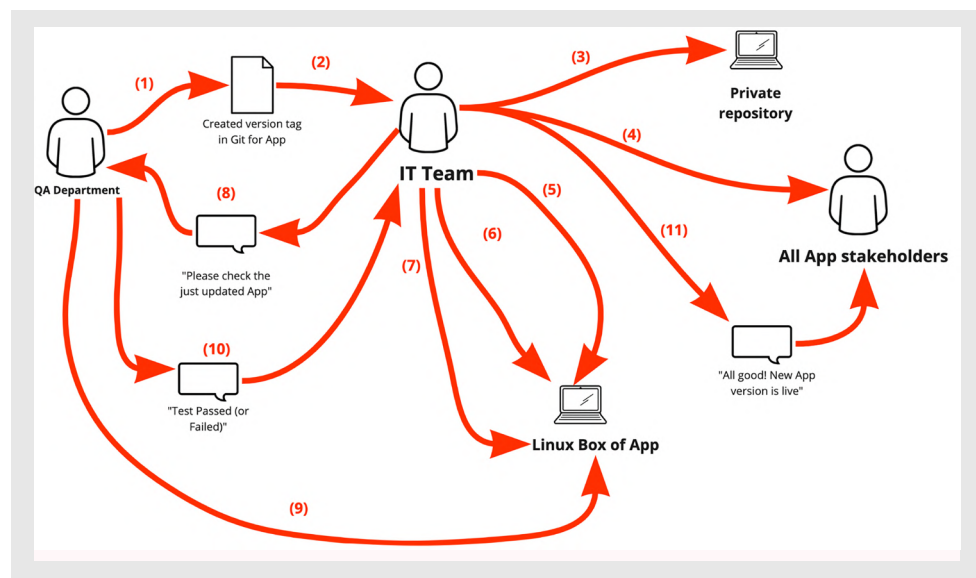 (1)
(2)
(3)
Created version tag
in Git for App
Private
repository
(4)
QA Department
IT Team
(8)
(5)
(6)
(11)
(7)
"Please check the
just updated App"
All App stakeholders
(10)
"Test Passed (or
Failed)"
"All good! New App
version is live"
Linux Box of App
(9)